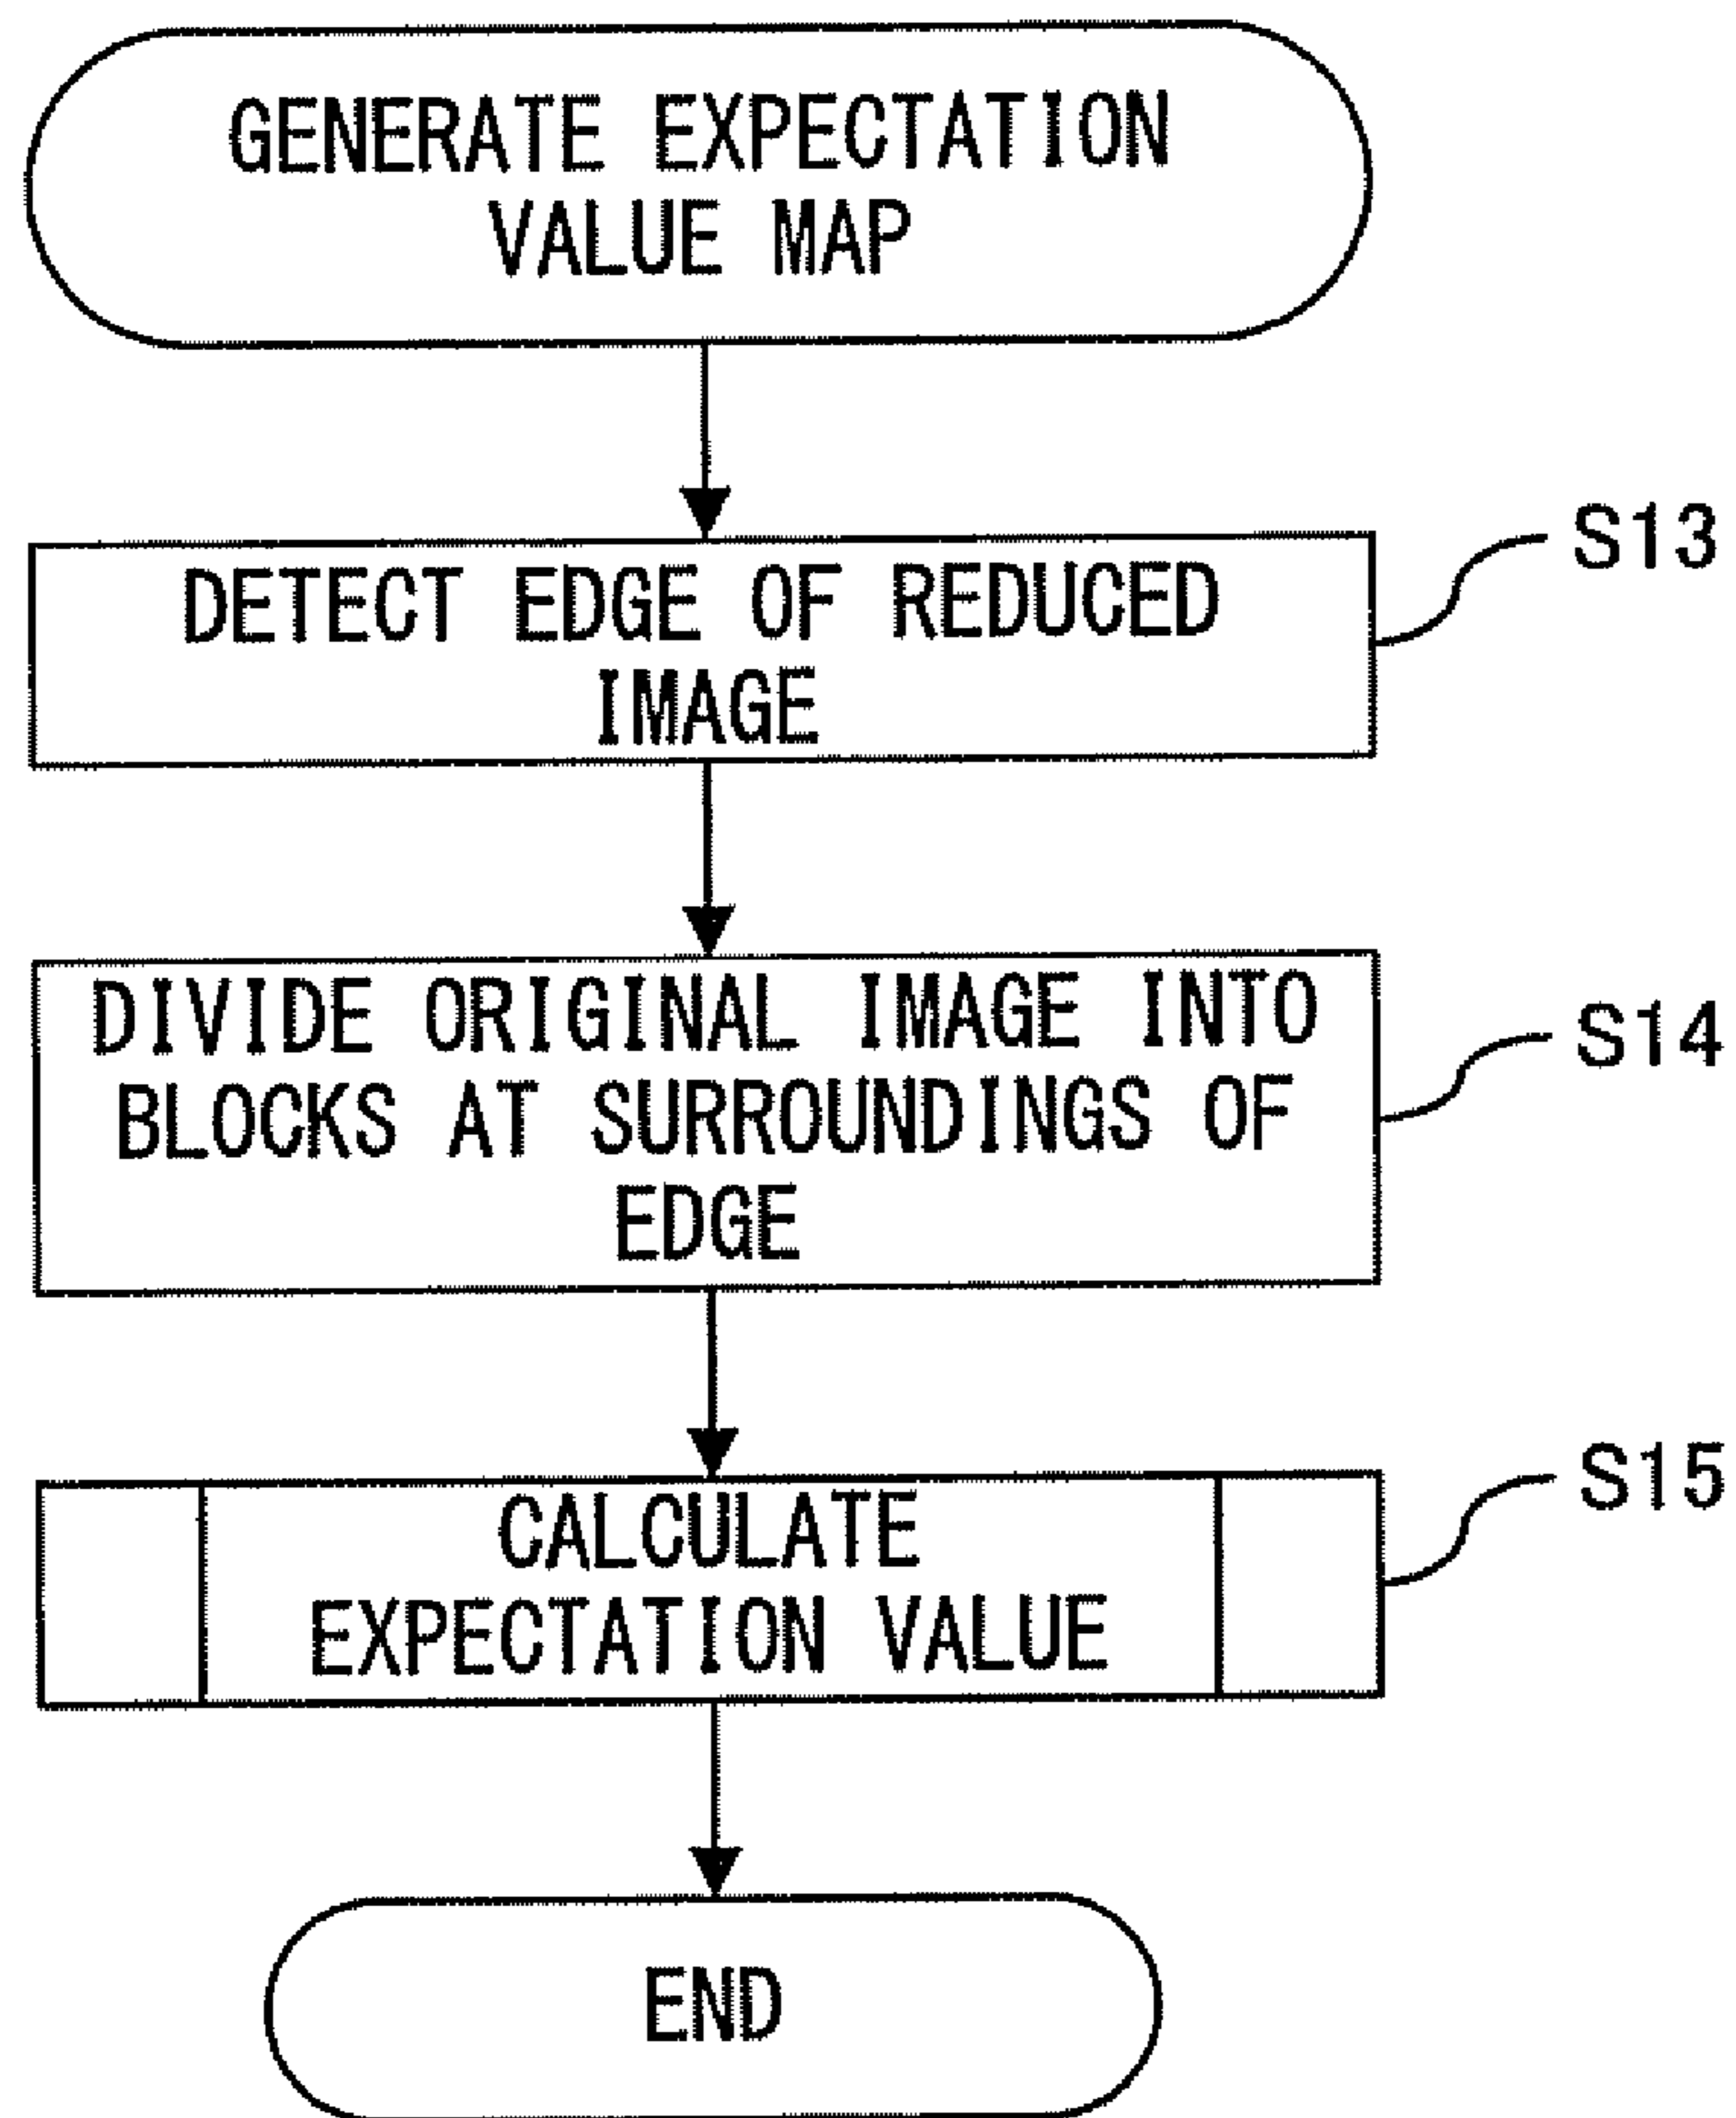 GENERATE EXPECTATION
VALUE MAP
S13
DETECT EDGE OF REDUCED
IMAGE
S14
DIVIDE ORIGINAL IMAGE INTO
BLOCKS AT SURROUNDINGS OF
EDGE
S15
CALCULATE
EXPECTATION VALUE
END